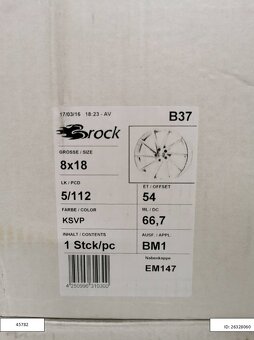 17/03/16 18:23 - AV
B37
Brock
GRÖSSE / SIZE
8x18
LK / PCD
ET / OFFSET
5/112
54
FARBE / COLOR
ML / DC
KSVP
66,7
INHALT / CONTENTS
AUSF. / APPL.
1 Stck/pc
BM1
Nabenkappe
EM147
4250996310300
45782
ID: 26328060